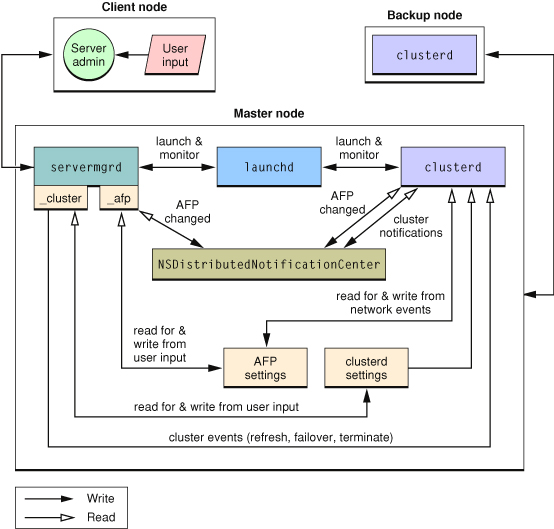 Client node
Server
admin
User
input
Backup node
clusterd
Master node
servermgrd
launch &
monitor
launchd
launch &
monitor
clusterd
_cluster
_afp
AFP
changed
AFP
changed
cluster
notifications
NSDistributedNotificationCenter
read for & write from
network events
read for &
write from
user input
AFP
settings
clusterd
settings
read for & write from user input
cluster events (refresh, failover, terminate)
Write
Read